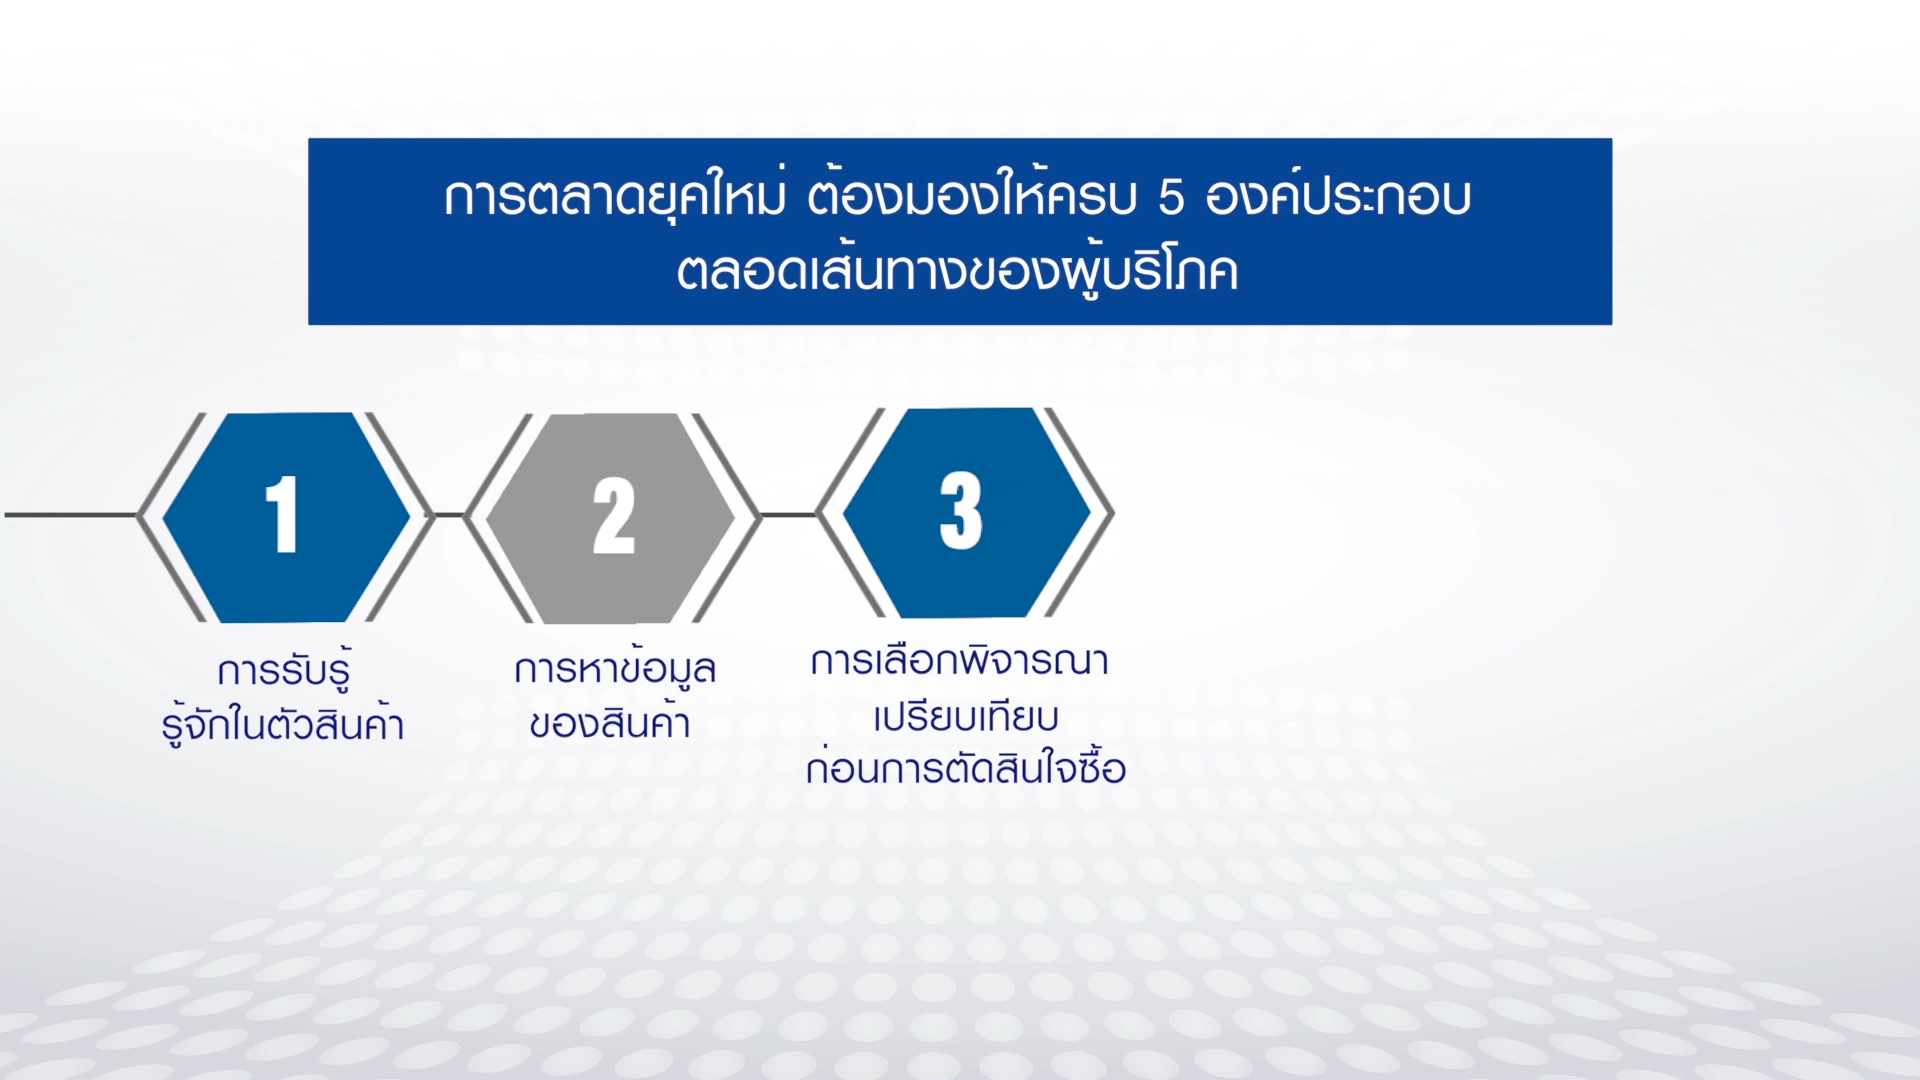 การตลาดยุคใหม่ ต้องมองให้ครบ 5 องค์ประกอบ
ตลอดเส้นทางของผู้บริโภค
1
2
3
การรับรู้
รู้จักในตัวสินค้า
การหาข้อมูล
ของสินค้า
การเลือกพิจารณา
เปรียบเทียบ
ก่อนการตัดสินใจซื้อ